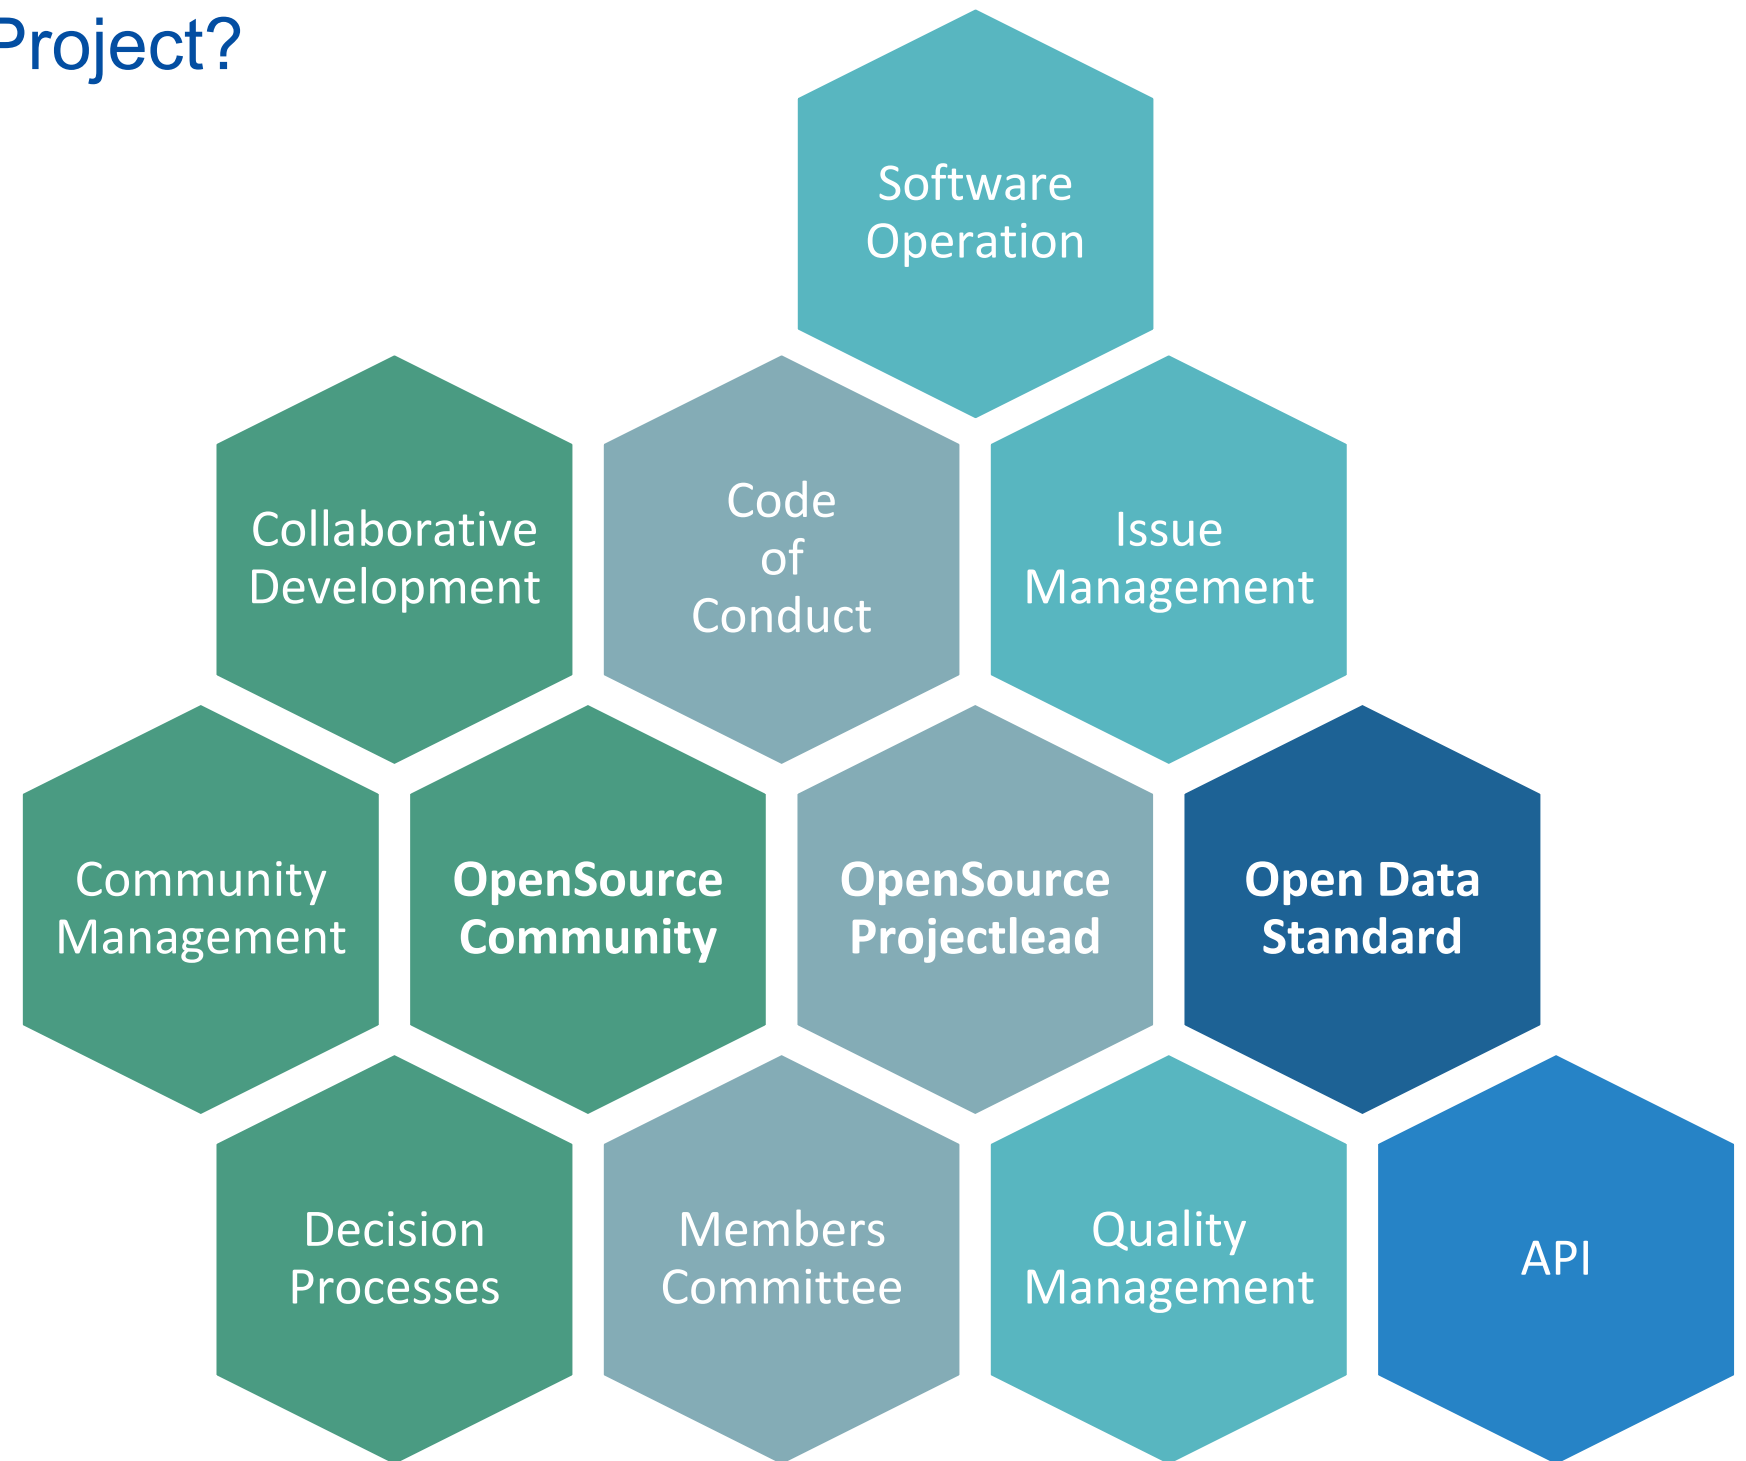 Project?
Software
Operation
Collaborative
Development
Code
of
Conduct
Issue
Management
Community
Management
OpenSource
Community
OpenSource
Projectlead
Open Data
Standard
Decision
Processes
Members
Committee
Quality
Management
API